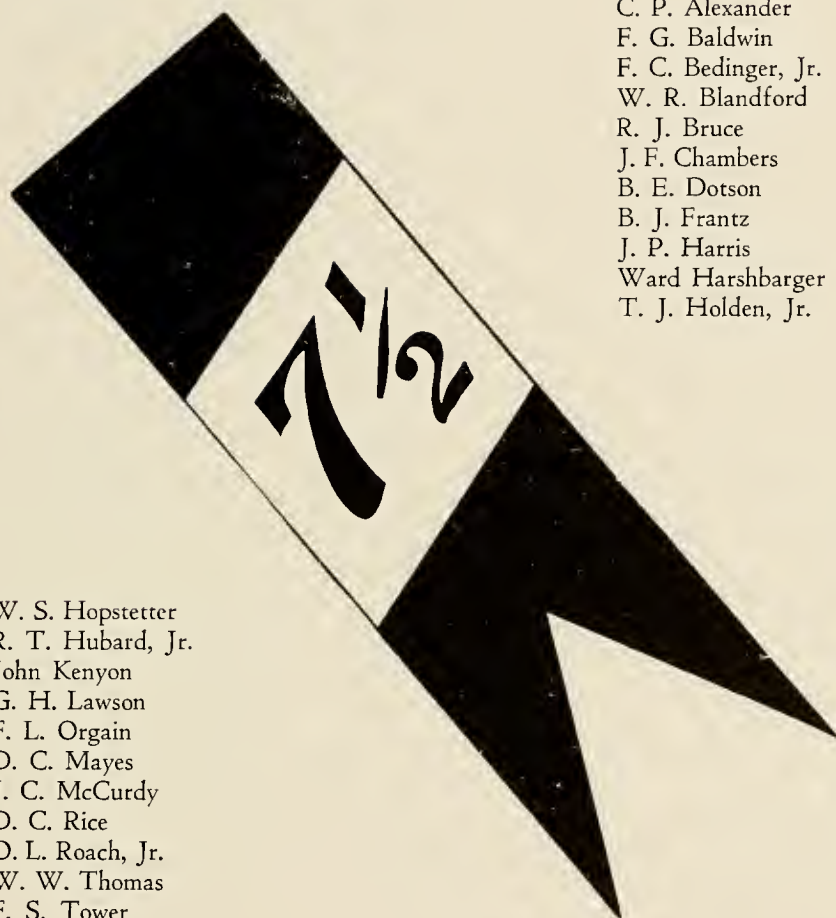 C. P. Alexander
F. G. Baldwin
F. C. Bedinger, Jr.
W. R. Blandford
R. J. Bruce
J. F. Chambers
B. E. Dotson
B. J. Frantz
J. P. Harris
Ward Harshbarger
T. J. Holden, Jr.
7½
W. S. Hopstetter
R. T. Hubard, Jr.
John Kenyon
G. H. Lawson
F. L. Orgain
C. Mayes
J. C. McCurdy
C. Rice
L. Roach, Jr.
W. W. Thomas
S. Tower